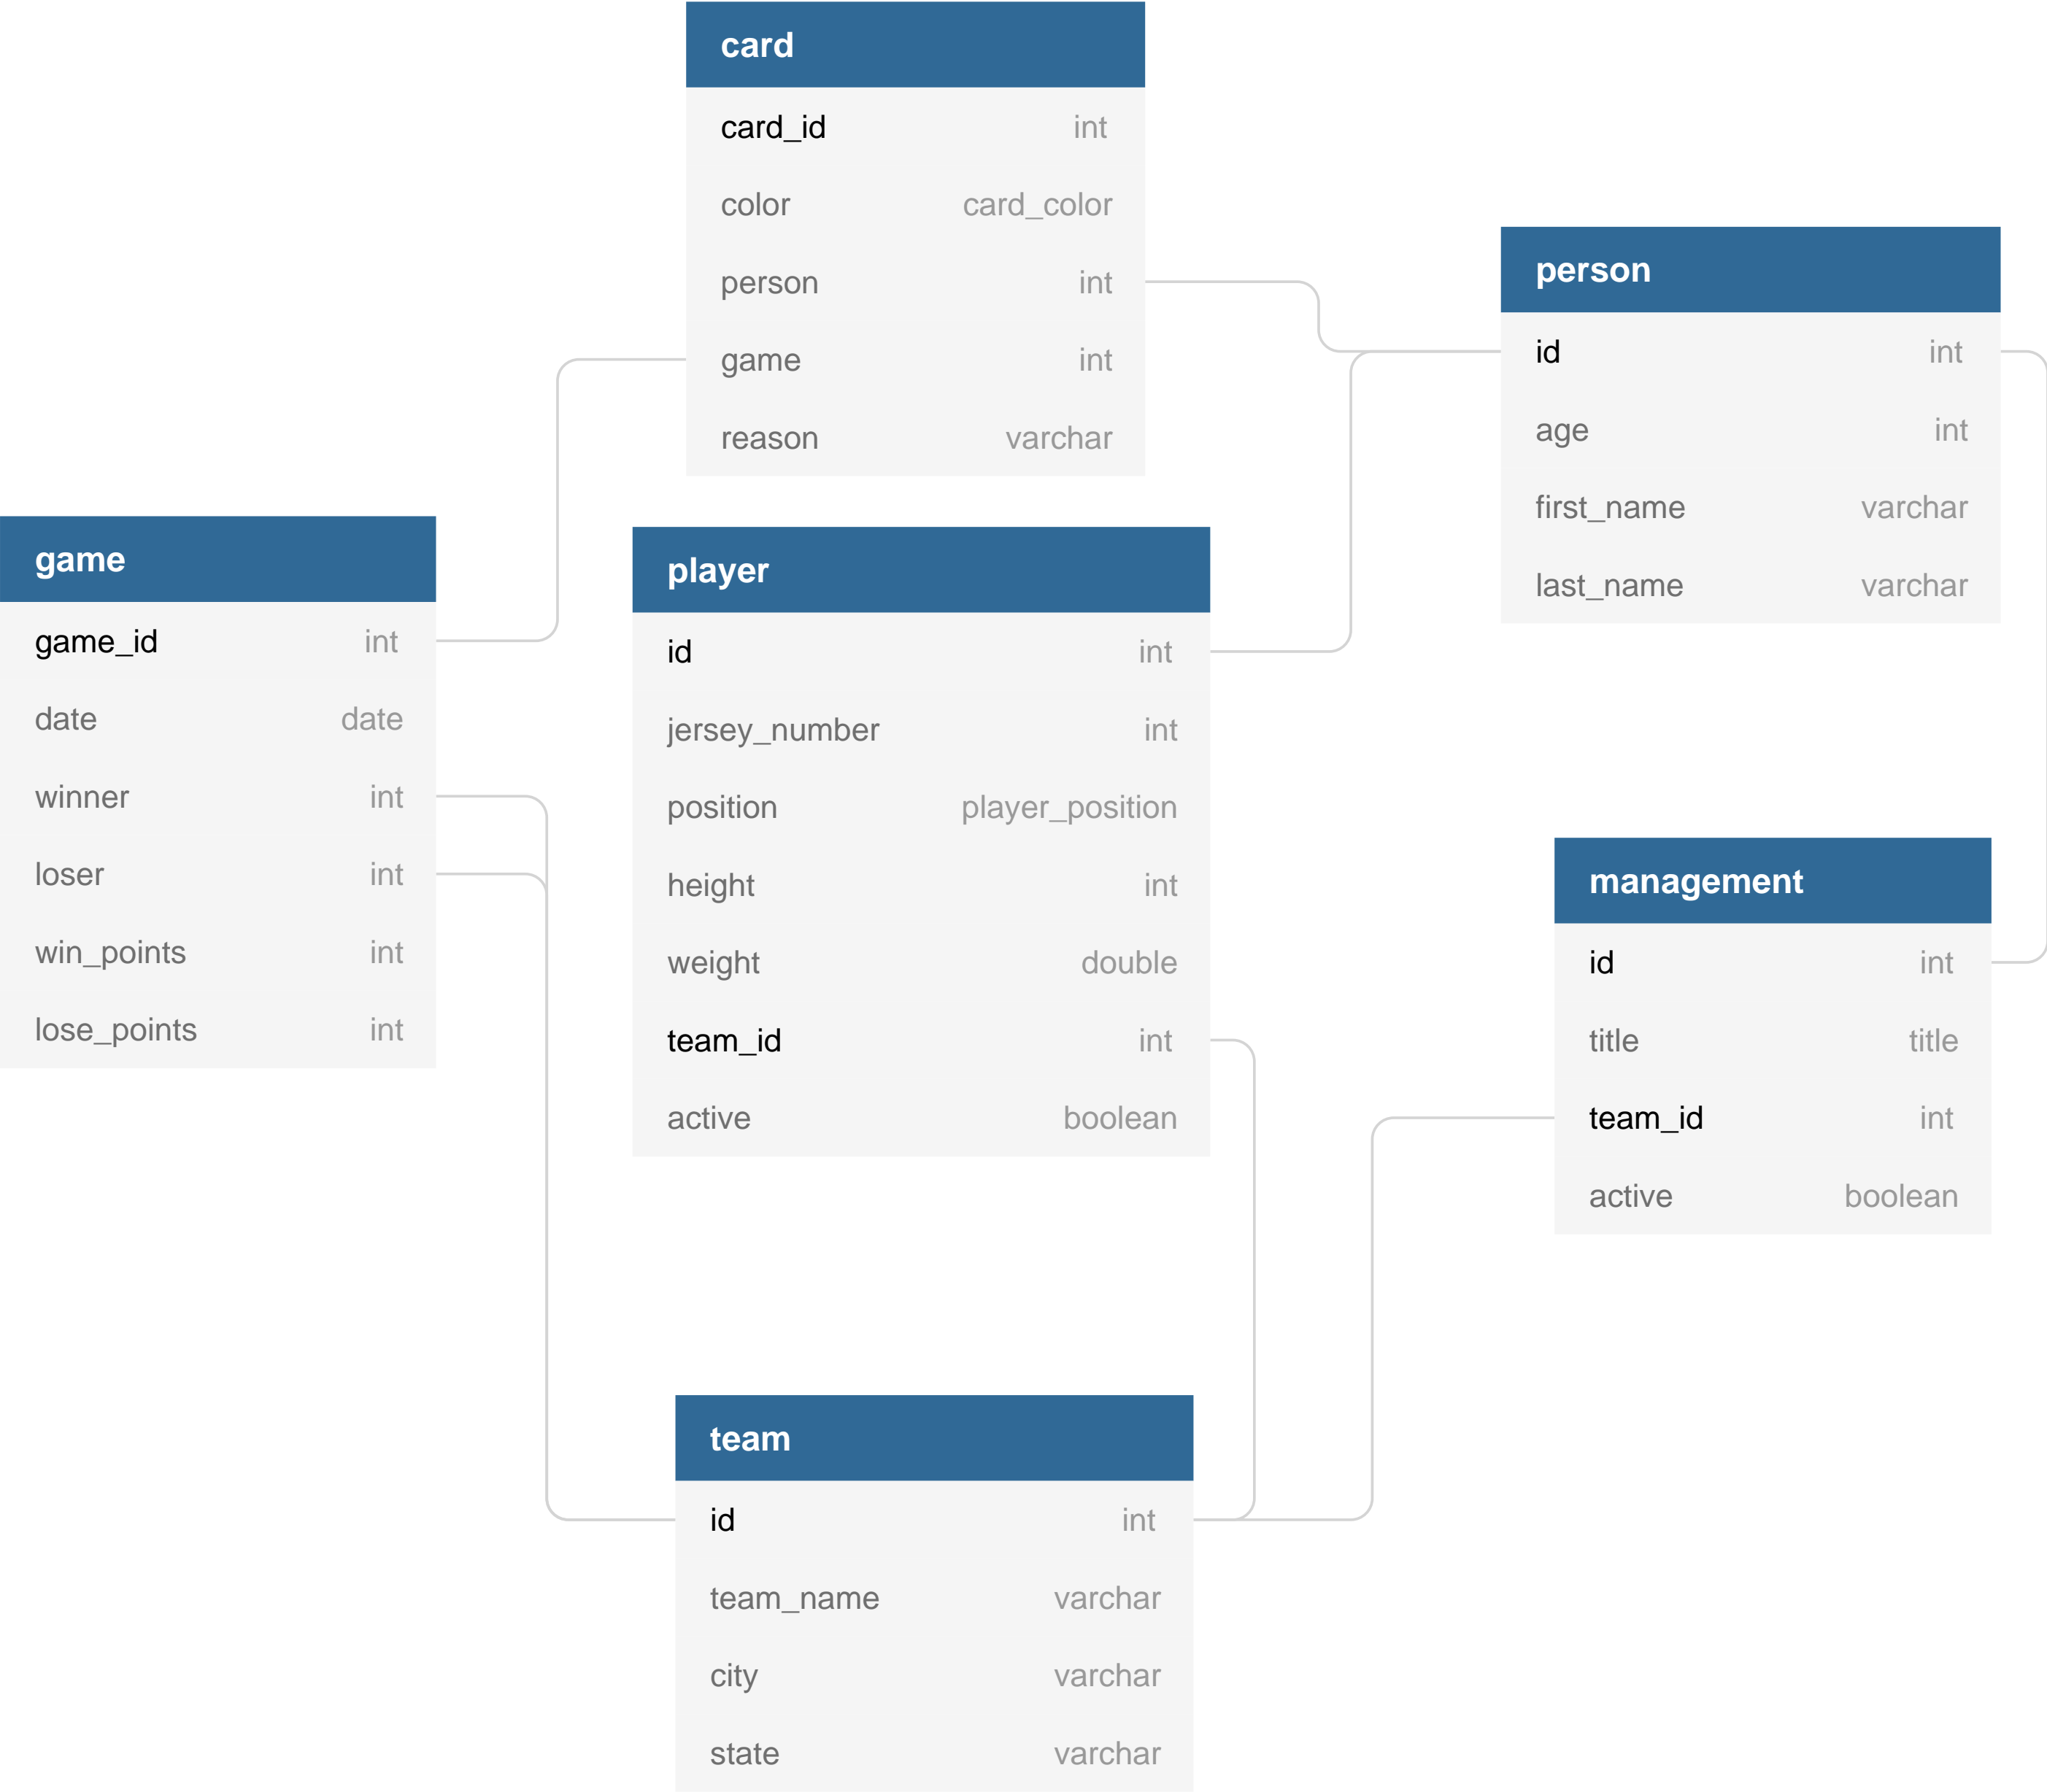 card
card_id int
color card_color
person int
game int
reason varchar
person
id int
age int
first_name varchar
last_name varchar
game
game_id int
date date
winner int
loser int
win_points int
lose_points int
player
id int
jersey_number int
position player_position
height int
weight double
team_id int
active boolean
management
id int
title title
team_id int
active boolean
team
id int
team_name varchar
city varchar
state varchar